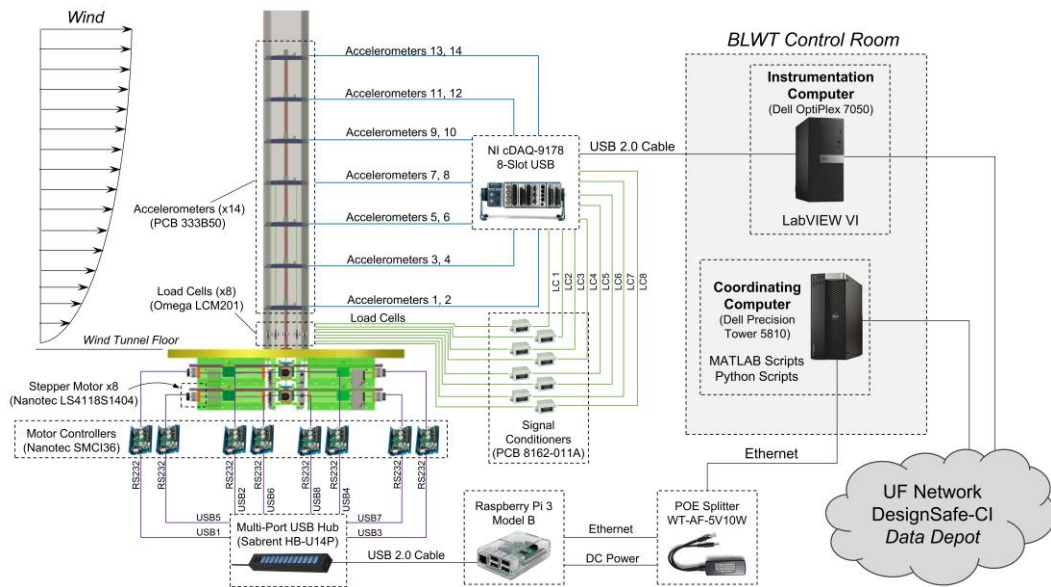 Wind
BLWT Control Room
Accelerometers 13, 14
Instrumentation
Computer
(Dell OptiPlex 7050)
Accelerometers 11, 12
Accelerometers 9, 10
NI cDAQ-9178
8-Slot USB
USB 2.0 Cable
Accelerometers 7, 8
Accelerometers (x14)
(PCB 333B50)
Accelerometers 5, 6
LabVIEW VI
Accelerometers 3, 4
LC 1
LC2
LC3
LC4
LC5
LC6
LC7
LC8
Load Cells (x8)
(Omega LCM201)
Accelerometers 1, 2
Coordinating
Computer
(Dell Precision
Tower 5810)
Load Cells
Wind Tunnel Floor
MATLAB Scripts
Python Scripts
Stepper Motor x8
(Nanotec LS4118S1404)
Motor Controllers
(Nanotec SMCI36)
Signal
Conditioners
(PCB 8162-011A)
Ethernet
RS232
RS232
RS232
RS232
RS232
RS232
RS232
RS232
USB2
USB6
USB8
USB4
USB5
USB1
USB7
USB3
Multi-Port USB Hub
(Sabrent HB-U14P)
USB 2.0 Cable
Raspberry Pi 3
Model B
Ethernet
DC Power
POE Splitter
WT-AF-5V10W
UF Network
DesignSafe-CI
Data Depot